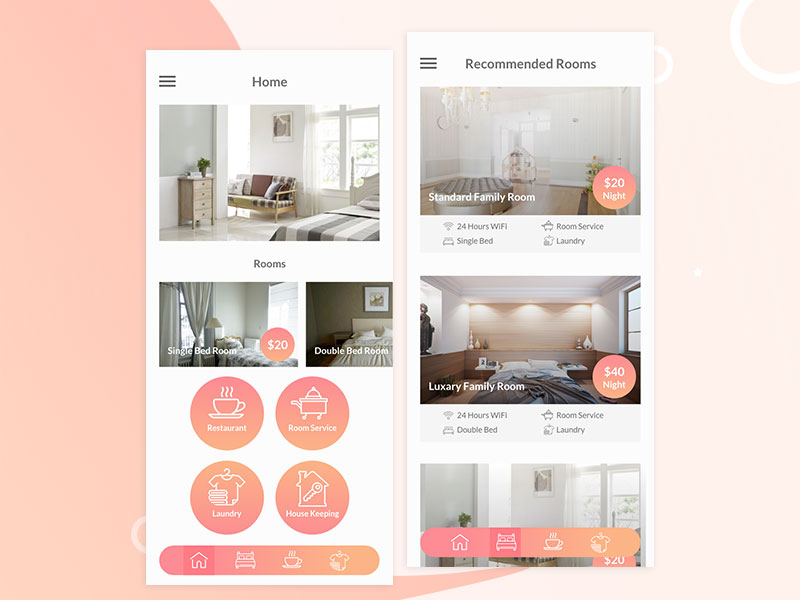 Home
Rooms
Single Bed Room
$20
Double Bed Room
Restaurant
Room Service
Laundry
House Keeping
Recommended Rooms
Standard Family Room
$20
Night
24 Hours WiFi
Room Service
Single Bed
Laundry
Luxary Family Room
$40
Night
24 Hours WiFi
Room Service
Double Bed
Laundry
$20